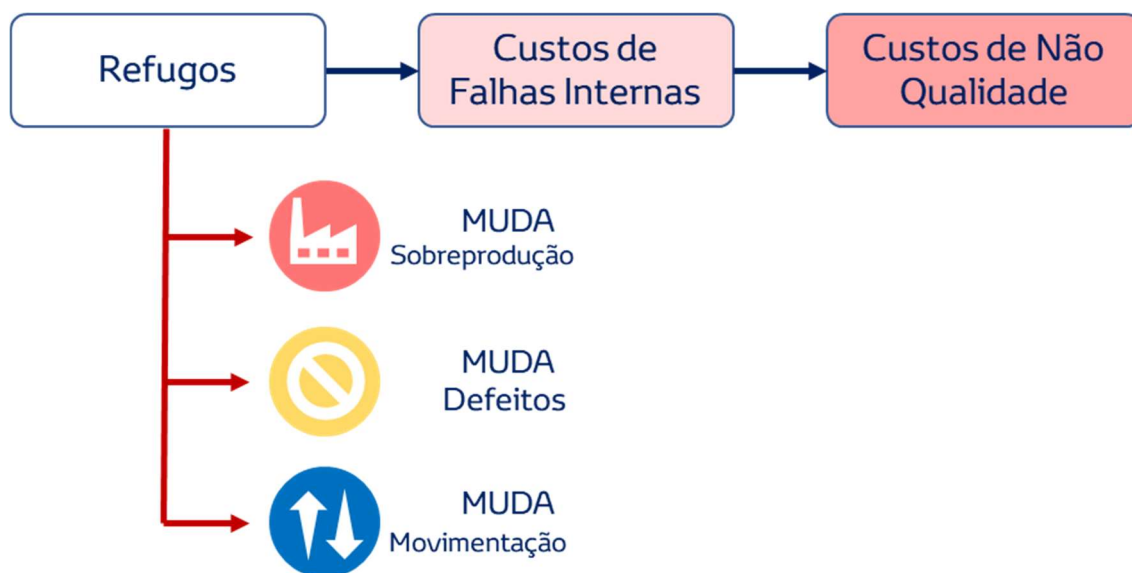 Refugos
Custos de
Falhas Internas
Custos de Não
Qualidade
MUDA
Sobreprodução
MUDA
Defeitos
MUDA
Movimentação